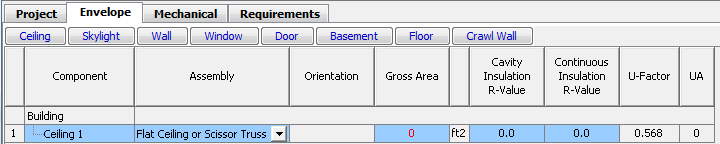 Project Envelope Mechanical Requirements
Ceiling Skylight Wall Window Door Basement Floor Crawl Wall
Component Assembly Orientation Gross Area Cavity Insulation R-Value Continuous Insulation R-Value U-Factor UA
Building
1 Ceiling 1 Flat Ceiling or Scissor Truss 0 ft2 0.0 0.0 0.568 0